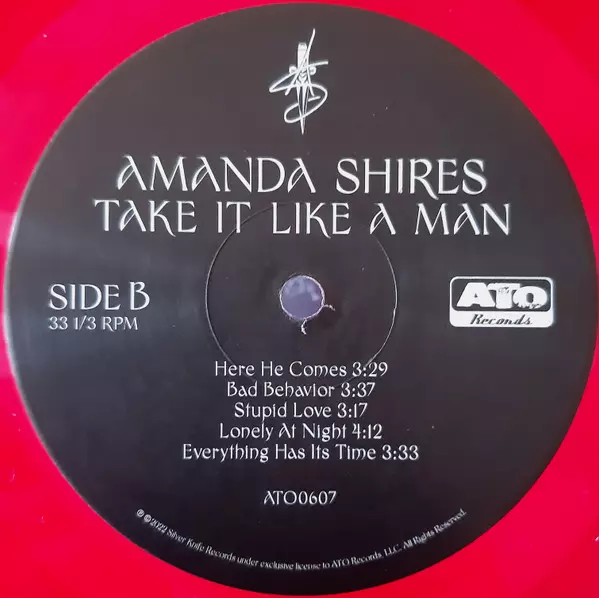 AMANDA SHIRES
TAKE IT LIKE A MAN
SIDE B
33 1/3 RPM
ATO
Records
Here He Comes 3:29
Bad Behavior 3:37
Stupid Love 3:17
Lonely At Night 4:12
Everything Has Its Time 3:33
ATO0607
℗ © 2022 Silver Knife Records under exclusive license to ATO Records, LLC. All Rights Reserved.